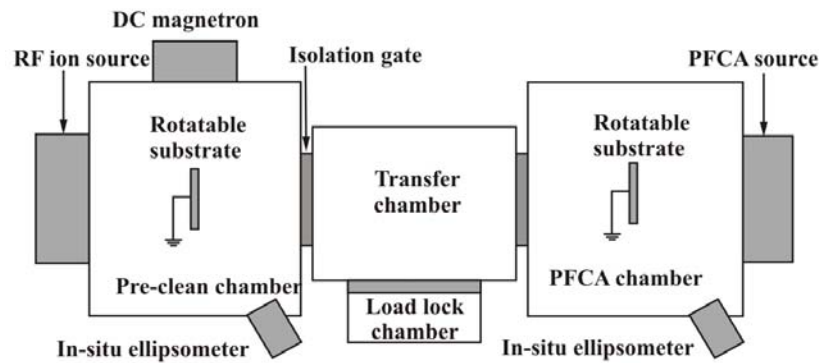 DC magnetron
RF ion source
Isolation gate
PFCA source
Rotatable
substrate
Transfer
chamber
Rotatable
substrate
Pre-clean chamber
PFCA chamber
Load lock
chamber
In-situ ellipsometer
In-situ ellipsometer